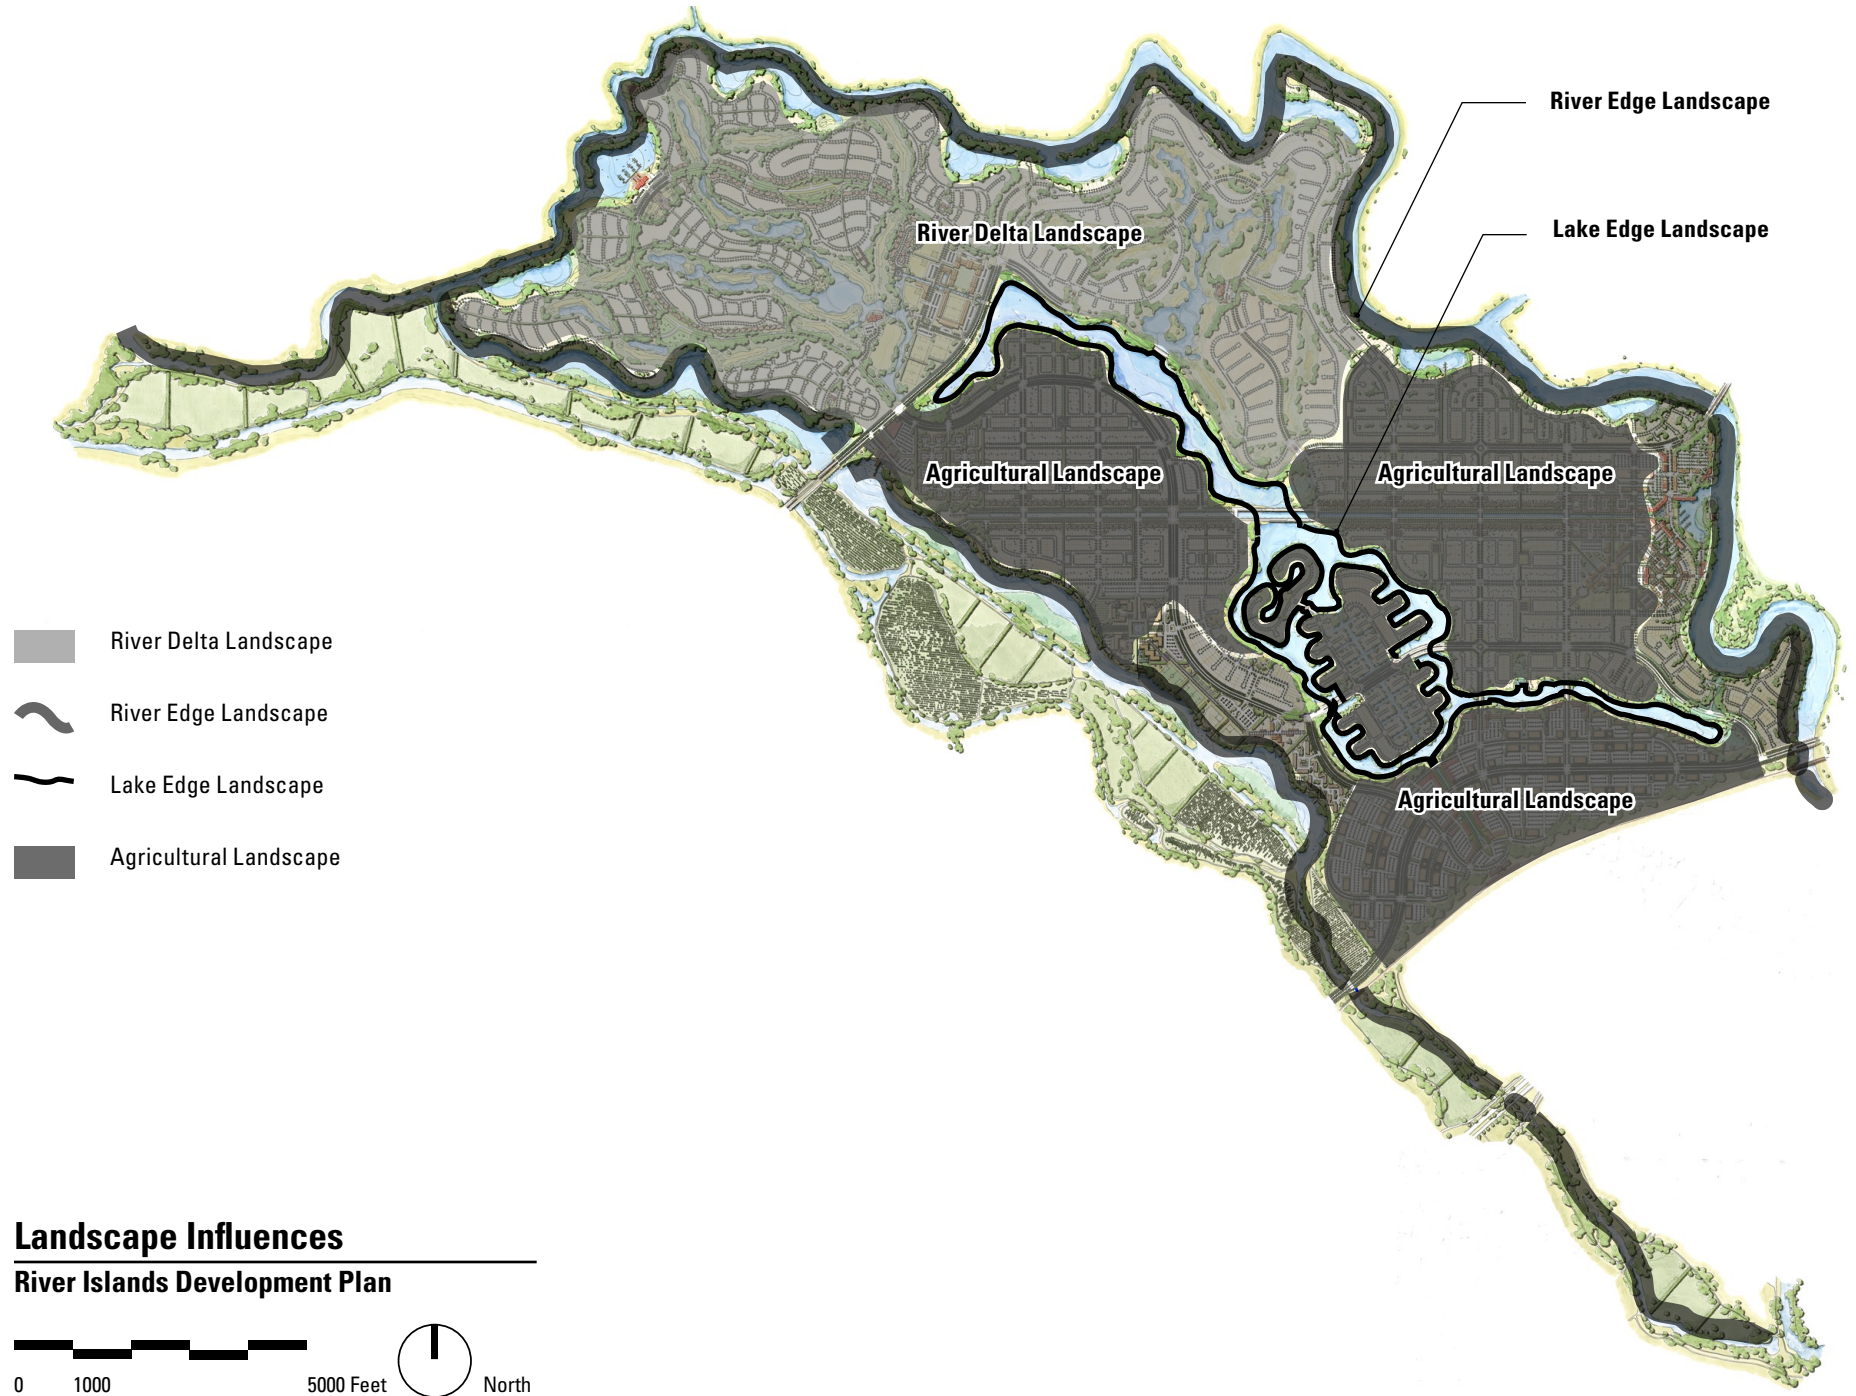 River Edge Landscape
Lake Edge Landscape
River Delta Landscape
Agricultural Landscape
Agricultural Landscape
Agricultural Landscape
River Delta Landscape
River Edge Landscape
Lake Edge Landscape
Agricultural Landscape
Landscape Influences
River Islands Development Plan
0 1000 5000 Feet North